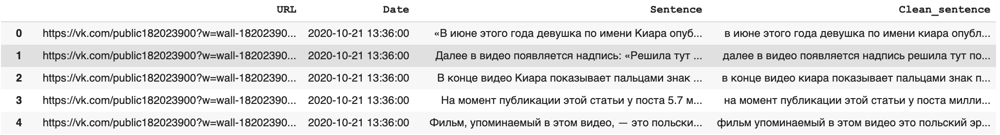 URL Date Sentence Clean_sentence
0 https://vk.com/public182023900?w=wall-18202390... 2020-10-21 13:36:00 «В июне этого года девушка по имени Киара опуб... в июне этого года девушка по имени киара опубл...
1 https://vk.com/public182023900?w=wall-18202390... 2020-10-21 13:36:00 Далее в видео появляется надпись: «Решила тут ... далее в видео появляется надпись решила тут по...
2 https://vk.com/public182023900?w=wall-18202390... 2020-10-21 13:36:00 В конце видео Киара показывает пальцами знак ... в конце видео киара показывает пальцами знак п...
3 https://vk.com/public182023900?w=wall-18202390... 2020-10-21 13:36:00 На момент публикации этой статьи у поста 5.7 м... на момент публикации этой статьи у поста милли...
4 https://vk.com/public182023900?w=wall-18202390... 2020-10-21 13:36:00 Фильм, упоминаемый в этом видео, — это польски... фильм упоминаемый в этом видео это польский эр...